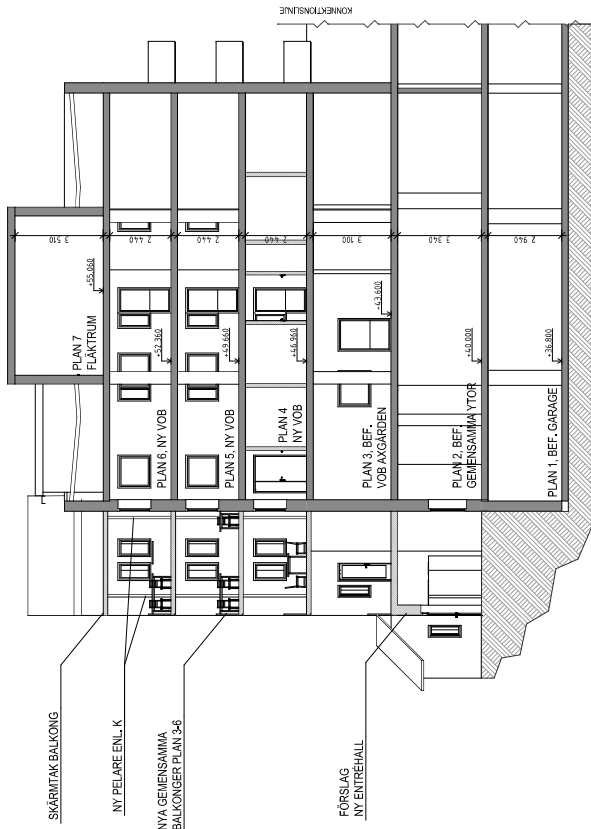 KONNEKTIONSLINJE
3 510
2 440
2 440
2 440
3 100
3 340
2 940
PLAN 7
FLÄKTRUM
+55.060
PLAN 6, NY VOB
+52.360
PLAN 5, NY VOB
+49.660
PLAN 4
NY VOB
+46.960
PLAN 3, BEF.
VOB AXGÅRDEN
+43.600
PLAN 2, BEF.
GEMENSAMMA YTOR
+40.000
PLAN 1, BEF. GARAGE
+36.800
SKÄRMTAK BALKONG
NY PELARE ENL. K
NYA GEMENSAMMA
BALKONGER PLAN 3-6
FÖRSLAG
NY ENTRÉHALL